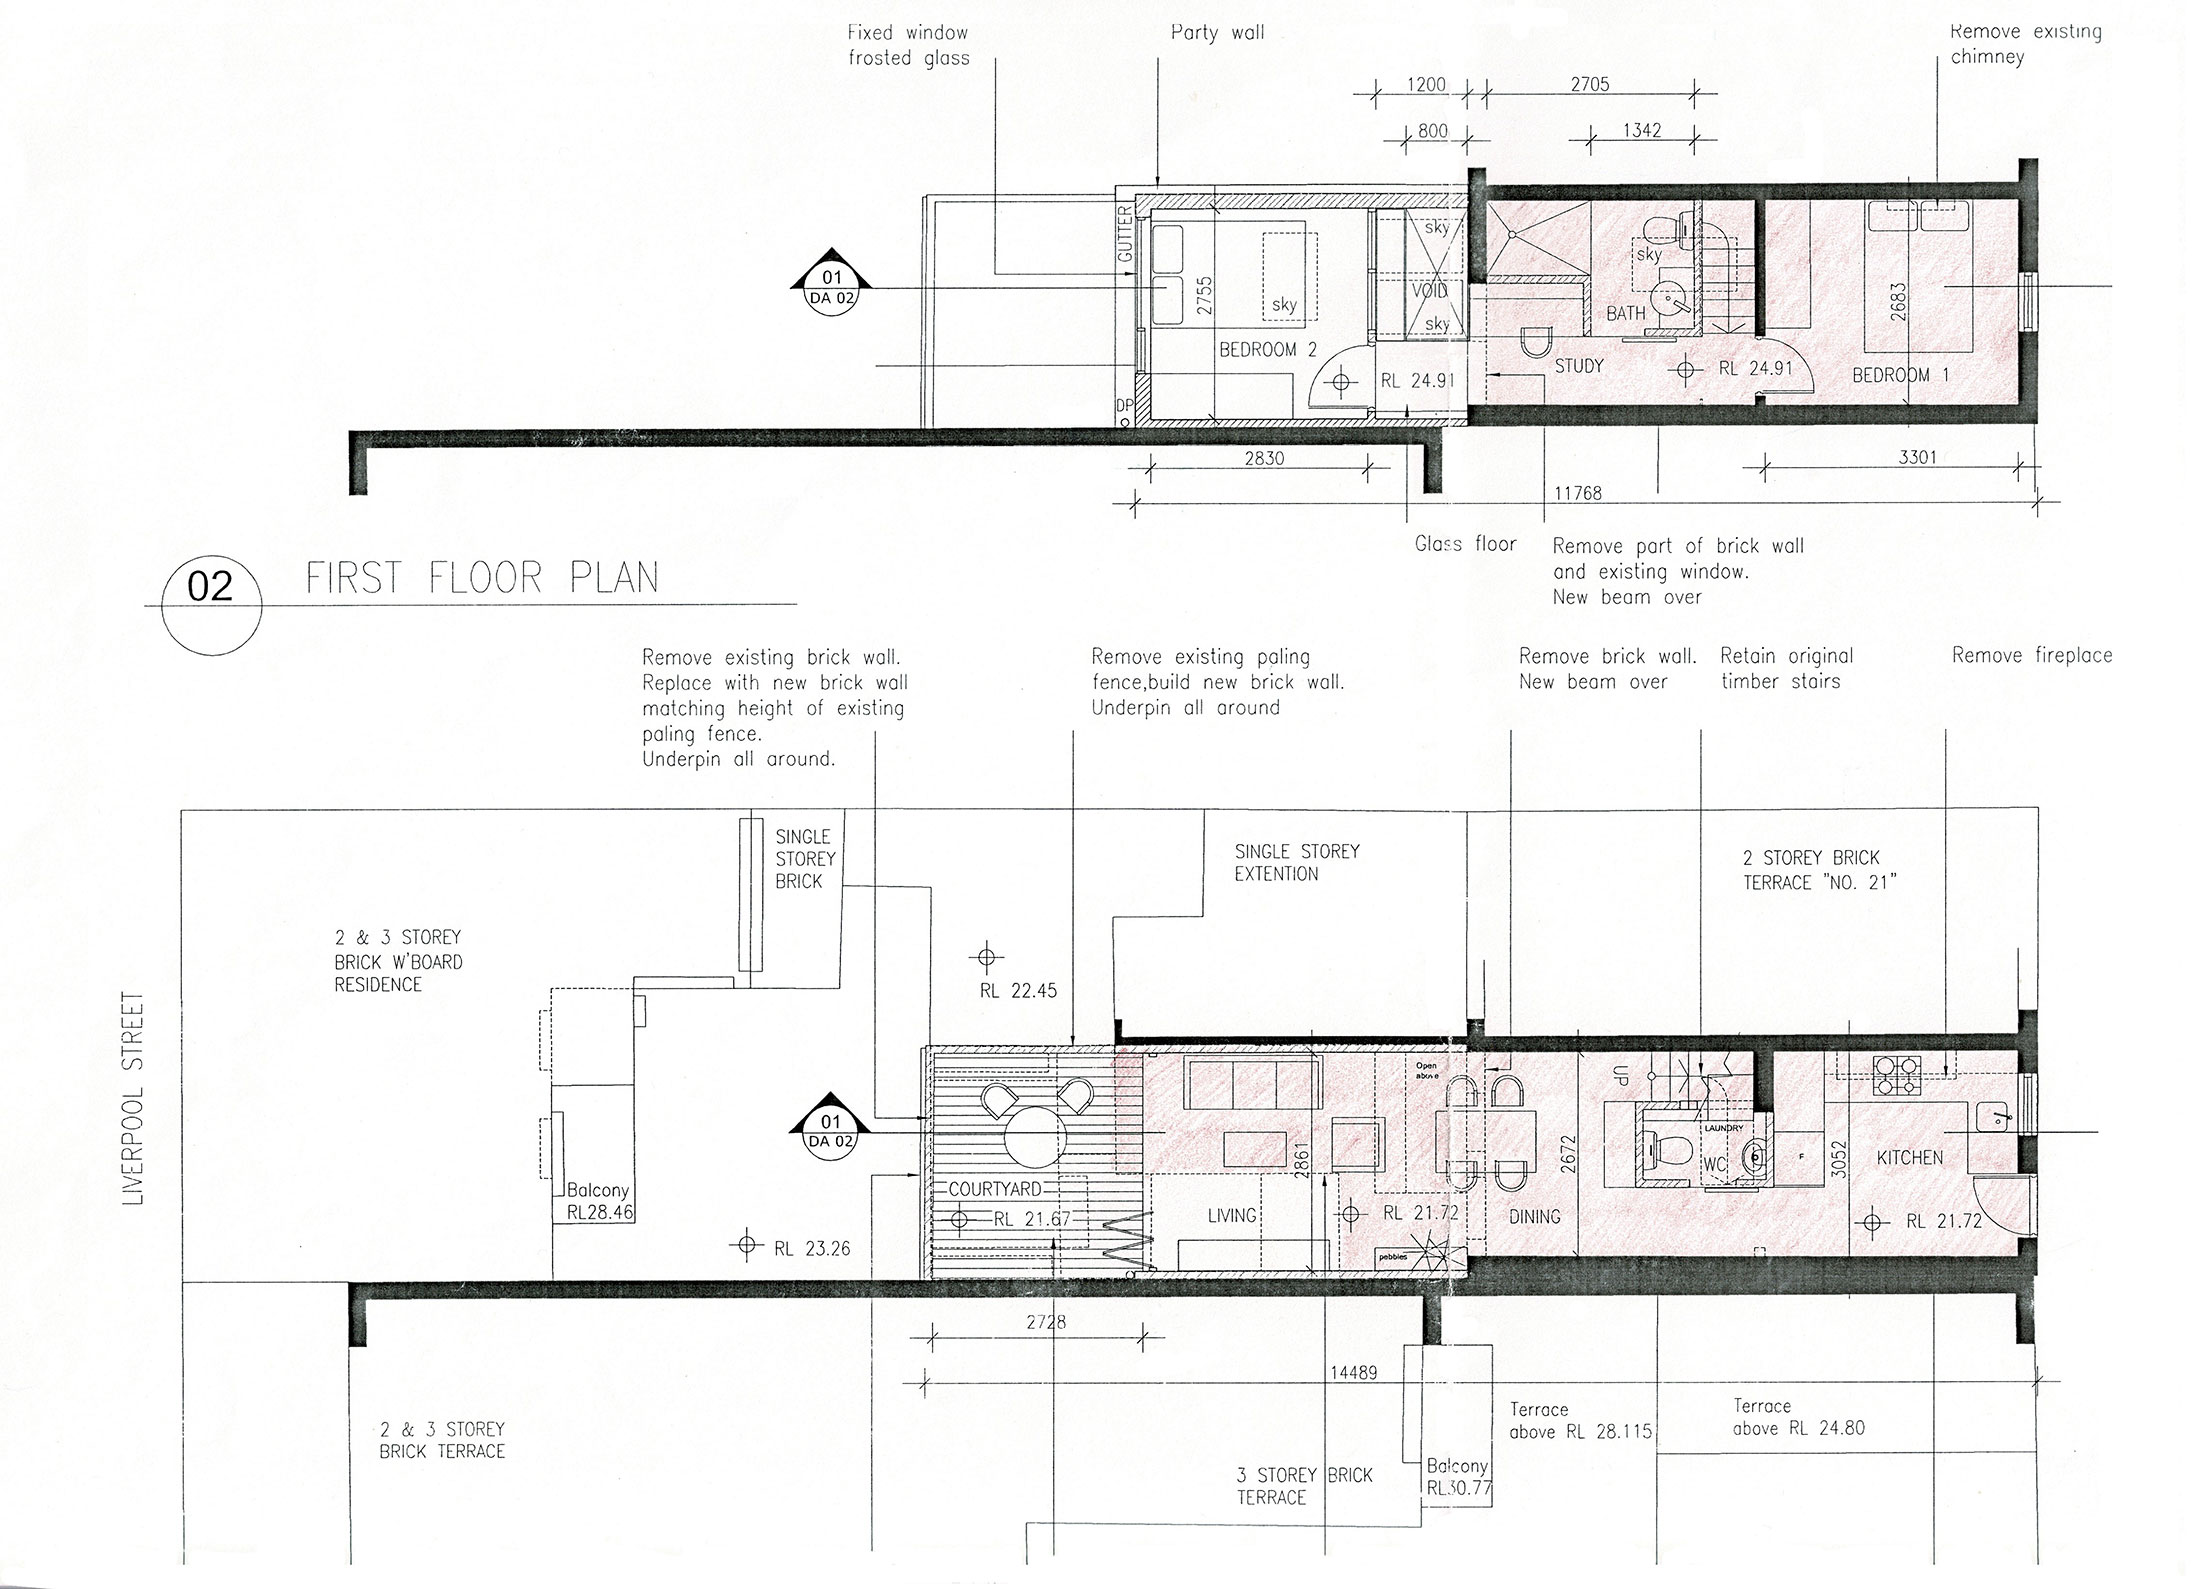 Fixed window
frosted glass
Party wall
Remove existing
chimney
1200
2705
800
1342
GUTTER
sky
sky
01
DA 02
2755
sky
VOID
sky
BATH
2683
BEDROOM 2
STUDY
RL 24.91
RL 24.91
BEDROOM 1
DP
2830
3301
11768
Glass floor
Remove part of brick wall
and existing window.
New beam over
02
FIRST FLOOR PLAN
Remove existing brick wall.
Replace with new brick wall
matching height of existing
paling fence.
Underpin all around.
Remove existing paling
fence,build new brick wall.
Underpin all around
Remove brick wall.
New beam over
Retain original
timber stairs
Remove fireplace
SINGLE
STOREY
BRICK
SINGLE STOREY
EXTENTION
2 STOREY BRICK
TERRACE "NO. 21"
2 & 3 STOREY
BRICK W'BOARD
RESIDENCE
RL 22.45
LIVERPOOL STREET
Open
above
UP
01
DA 02
LAUNDRY
2861
2672
WC
F
3052
KITCHEN
Balcony
RL28.46
COURTYARD
RL 21.67
LIVING
RL 21.72
DINING
RL 21.72
RL 23.26
pebbles
2728
14489
Terrace
above RL 28.115
Terrace
above RL 24.80
2 & 3 STOREY
BRICK TERRACE
3 STOREY BRICK
TERRACE
Balcony
RL30.77